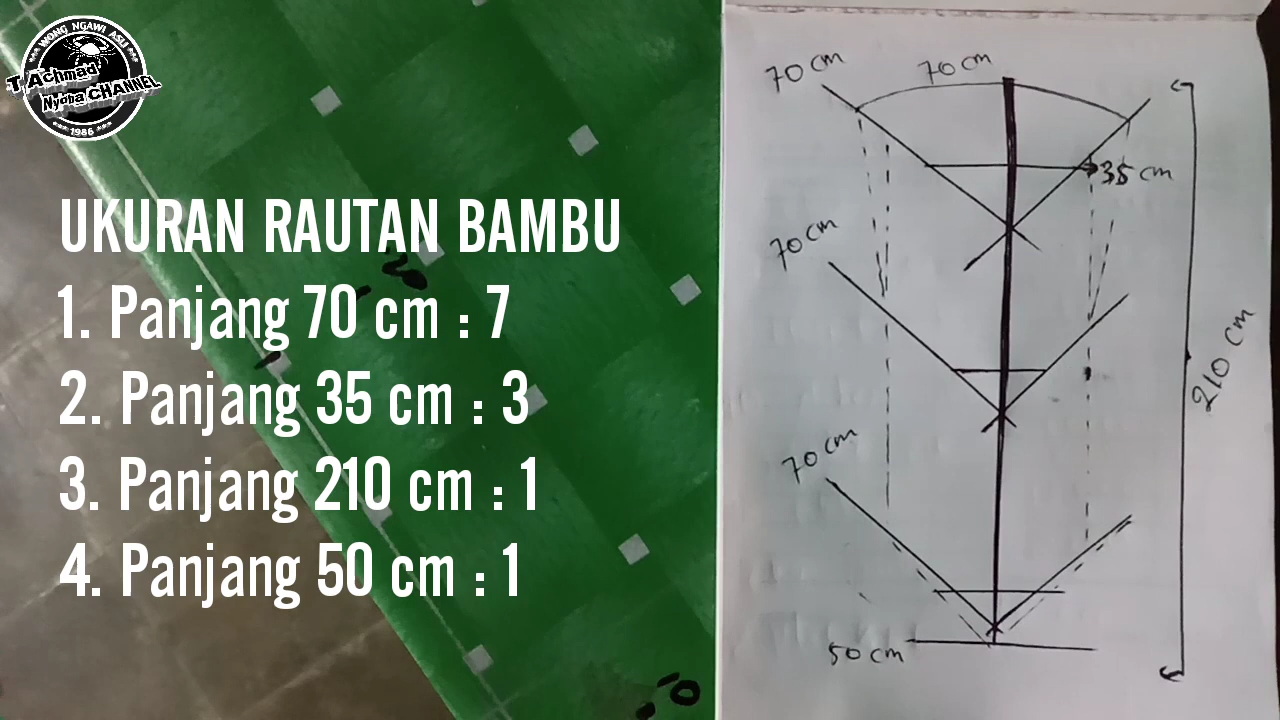 WONG NGAWI ASLI
T, Achmad
Nyoba CHANNEL
1986
UKURAN RAUTAN BAMBU
1. Panjang 70 cm : 7
2. Panjang 35 cm : 3
3. Panjang 210 cm : 1
4. Panjang 50 cm : 1
70 cm
70 cm
35 cm
70 cm
210 cm
70 cm
50 cm